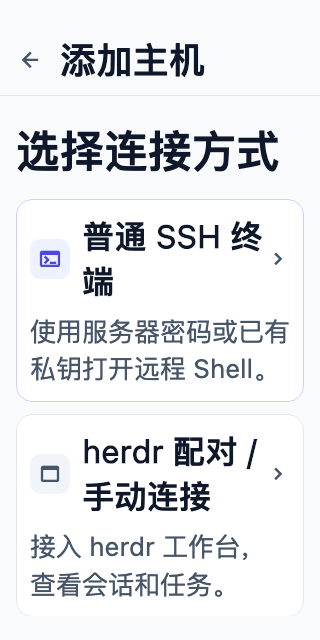 添加主机
选择连接方式
普通 SSH 终
端
使用服务器密码或已有
私钥打开远程 Shell。
herdr 配对 /
手动连接
接入 herdr 工作台，
查看会话和任务。